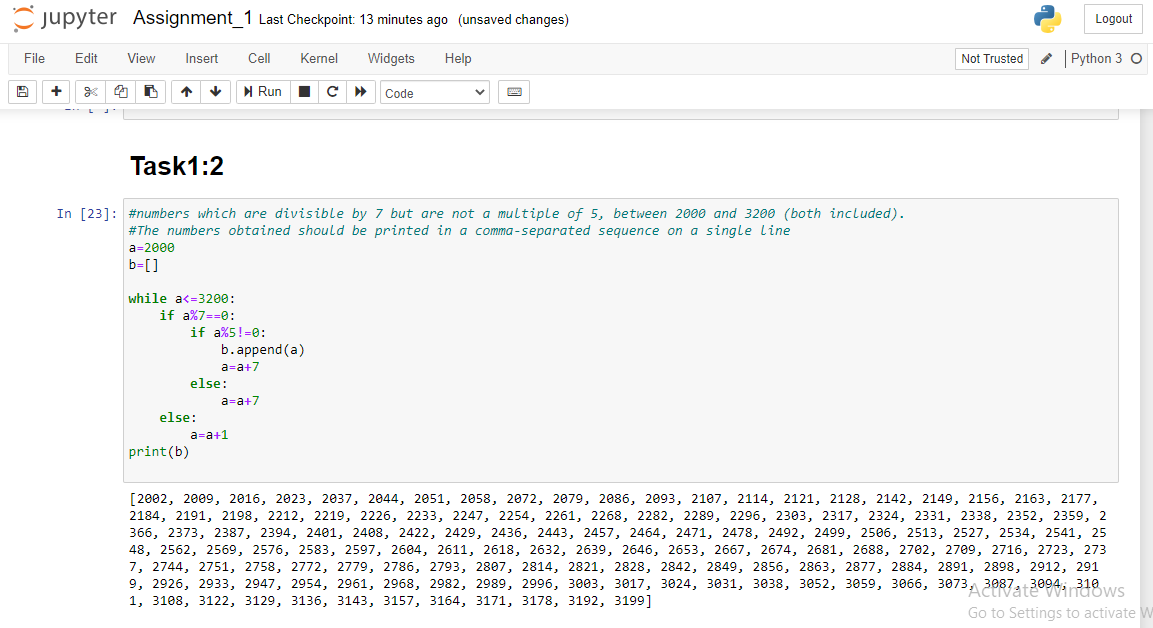 jupyter Assignment_1 Last Checkpoint: 13 minutes ago (unsaved changes) Logout
File Edit View Insert Cell Kernel Widgets Help Not Trusted Python 3
Run Code
Task1:2
In [23]: #numbers which are divisible by 7 but are not a multiple of 5, between 2000 and 3200 (both included).
#The numbers obtained should be printed in a comma-separated sequence on a single line
a=2000
b=[]
while a<=3200:
    if a%7==0:
        if a%5!=0:
            b.append(a)
            a=a+7
        else:
            a=a+7
    else:
        a=a+1
print(b)
[2002, 2009, 2016, 2023, 2037, 2044, 2051, 2058, 2072, 2079, 2086, 2093, 2107, 2114, 2121, 2128, 2142, 2149, 2156, 2163, 2177,
2184, 2191, 2198, 2212, 2219, 2226, 2233, 2247, 2254, 2261, 2268, 2282, 2289, 2296, 2303, 2317, 2324, 2331, 2338, 2352, 2359, 2
366, 2373, 2387, 2394, 2401, 2408, 2422, 2429, 2436, 2443, 2457, 2464, 2471, 2478, 2492, 2499, 2506, 2513, 2527, 2534, 2541, 25
48, 2562, 2569, 2576, 2583, 2597, 2604, 2611, 2618, 2632, 2639, 2646, 2653, 2667, 2674, 2681, 2688, 2702, 2709, 2716, 2723, 273
7, 2744, 2751, 2758, 2772, 2779, 2786, 2793, 2807, 2814, 2821, 2828, 2842, 2849, 2856, 2863, 2877, 2884, 2891, 2898, 2912, 291
9, 2926, 2933, 2947, 2954, 2961, 2968, 2982, 2989, 2996, 3003, 3017, 3024, 3031, 3038, 3052, 3059, 3066, 3073, 3087, 3094, 310
1, 3108, 3122, 3129, 3136, 3143, 3157, 3164, 3171, 3178, 3192, 3199]
Activate Windows
Go to Settings to activate W